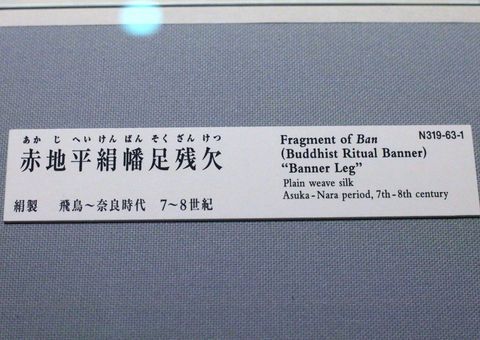 あかじへいけんばんそくざんけつ
赤地平絹幡足残欠
絹製　飛鳥～奈良時代　7～8世紀
Fragment of Ban
(Buddhist Ritual Banner)
“Banner Leg”
Plain weave silk
Asuka-Nara period, 7th-8th century
N319-63-1